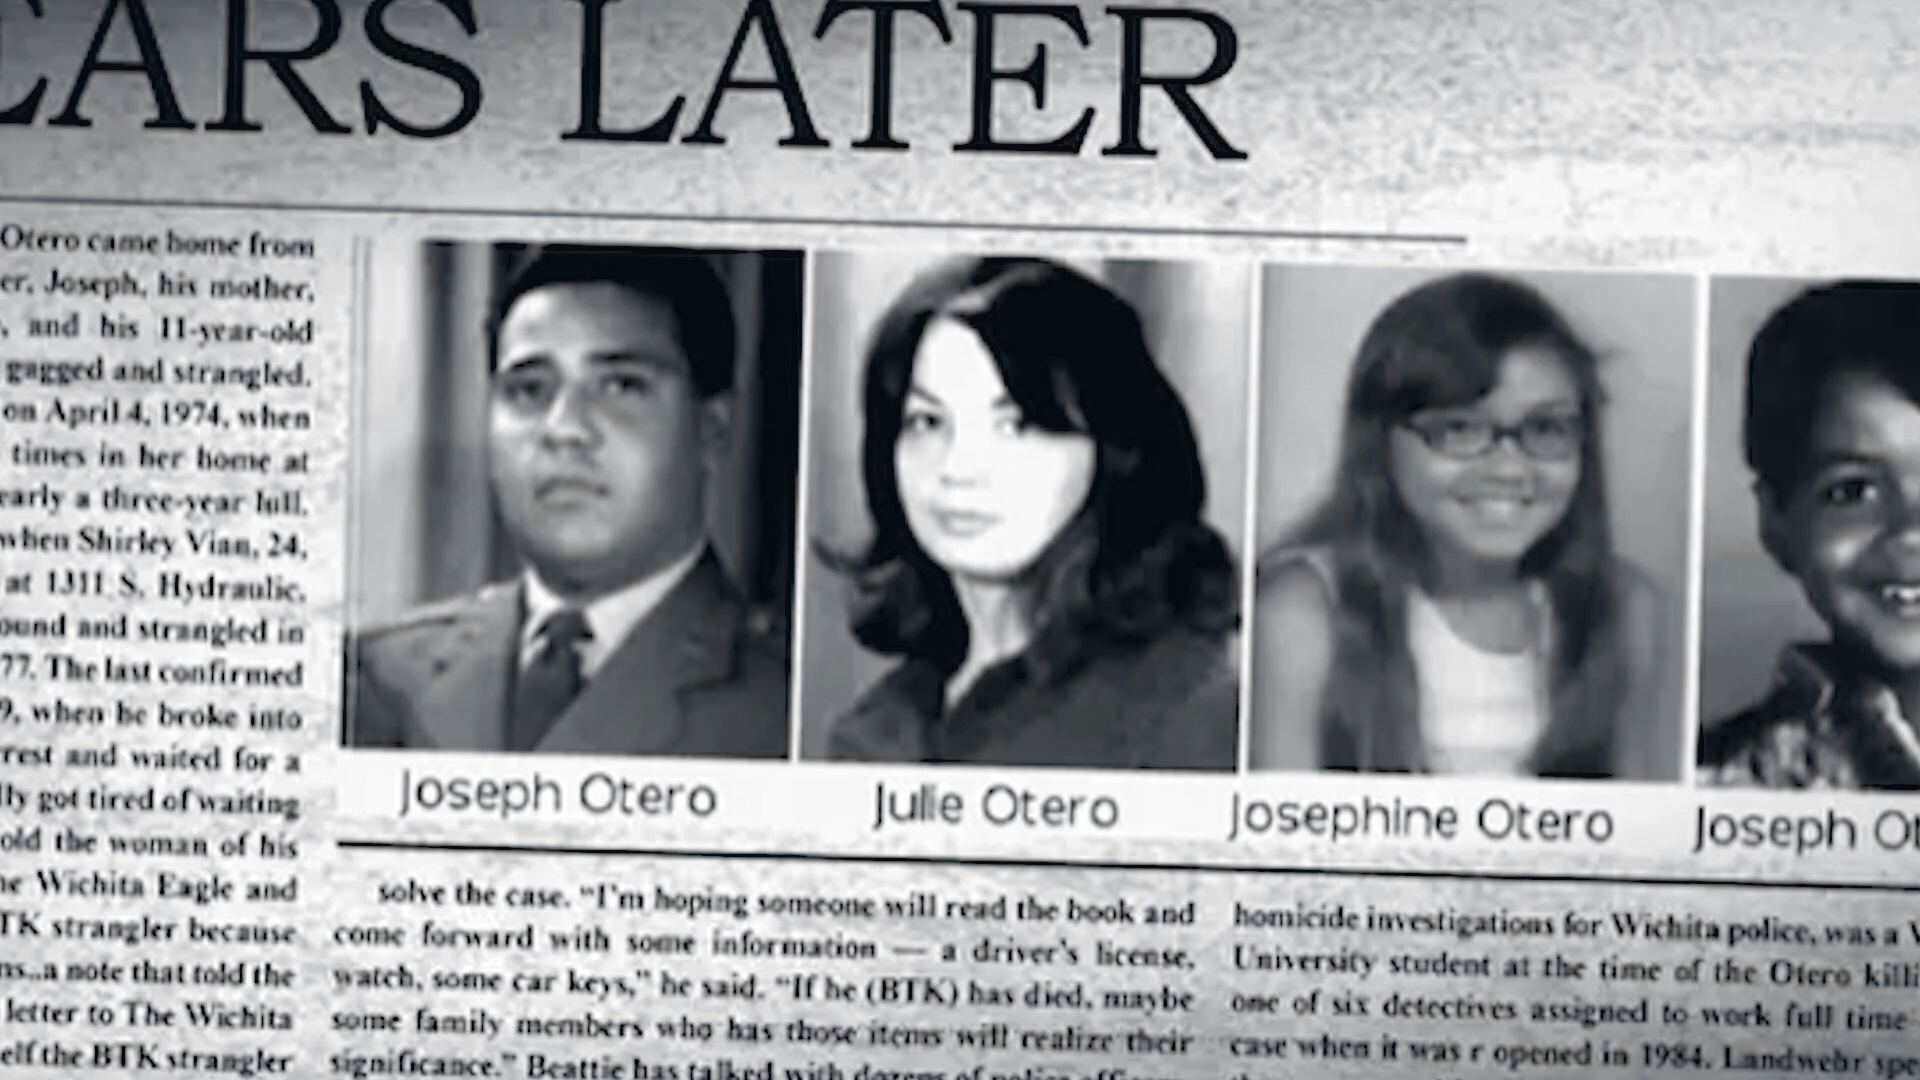 EARS LATER
Otero came home from
er, Joseph, his mother,
, and his 11-year-old
gagged and strangled.
on April 4, 1974, when
times in her home at
early a three-year lull.
when Shirley Vian, 24,
at 1311 S. Hydraulic.
ound and strangled in
77. The last confirmed
9, when he broke into
rrest and waited for a
lly got tired of waiting
old the woman of his
he Wichita Eagle and
TK strangler because
ns..a note that told the
letter to The Wichita
elf the BTK strangler
Joseph Otero
Julie Otero
Josephine Otero
Joseph Ot
solve the case. “I’m hoping someone will read the book and
come forward with some information — a driver’s license,
watch, some car keys,” he said. “If he (BTK) has died, maybe
some family members who has those items will realize their
significance.” Beattie has talked with dozens of police
homicide investigations for Wichita police, was a W
University student at the time of the Otero killi
one of six detectives assigned to work full time
case when it was r opened in 1984. Landwehr spe